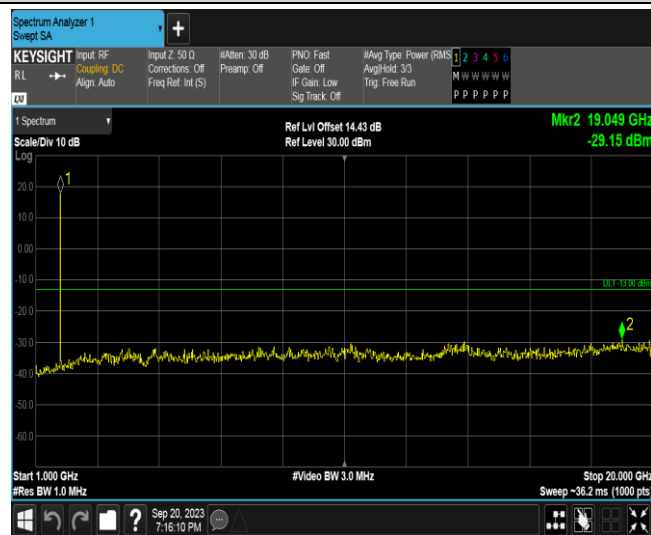 Spectrum Analyzer 1
Swept SA
+
KEYSIGHT
RL
LXI
Input: RF
Coupling: DC
Align: Auto
Input Z: 50 Ω
Corrections: Off
Freq Ref: Int (S)
#Atten: 30 dB
Preamp: Off
PNO: Fast
Gate: Off
IF Gain: Low
Sig Track: Off
#Avg Type: Power (RMS
Avg|Hold: 3/3
Trig: Free Run
1 2 3 4 5 6
M W W W W W
P P P P P P
1 Spectrum
Scale/Div 10 dB
Log
Ref Lvl Offset 14.43 dB
Ref Level 30.00 dBm
Mkr2 19.049 GHz
-29.15 dBm
1
20.0
10.0
0.00
-10.0
DL1 -13.00 dBm
-20.0
2
-30.0
-40.0
-50.0
-60.0
Start 1.000 GHz
#Res BW 1.0 MHz
#Video BW 3.0 MHz
Stop 20.000 GHz
Sweep ~36.2 ms (1000 pts)
?
Sep 20, 2023
7:16:10 PM